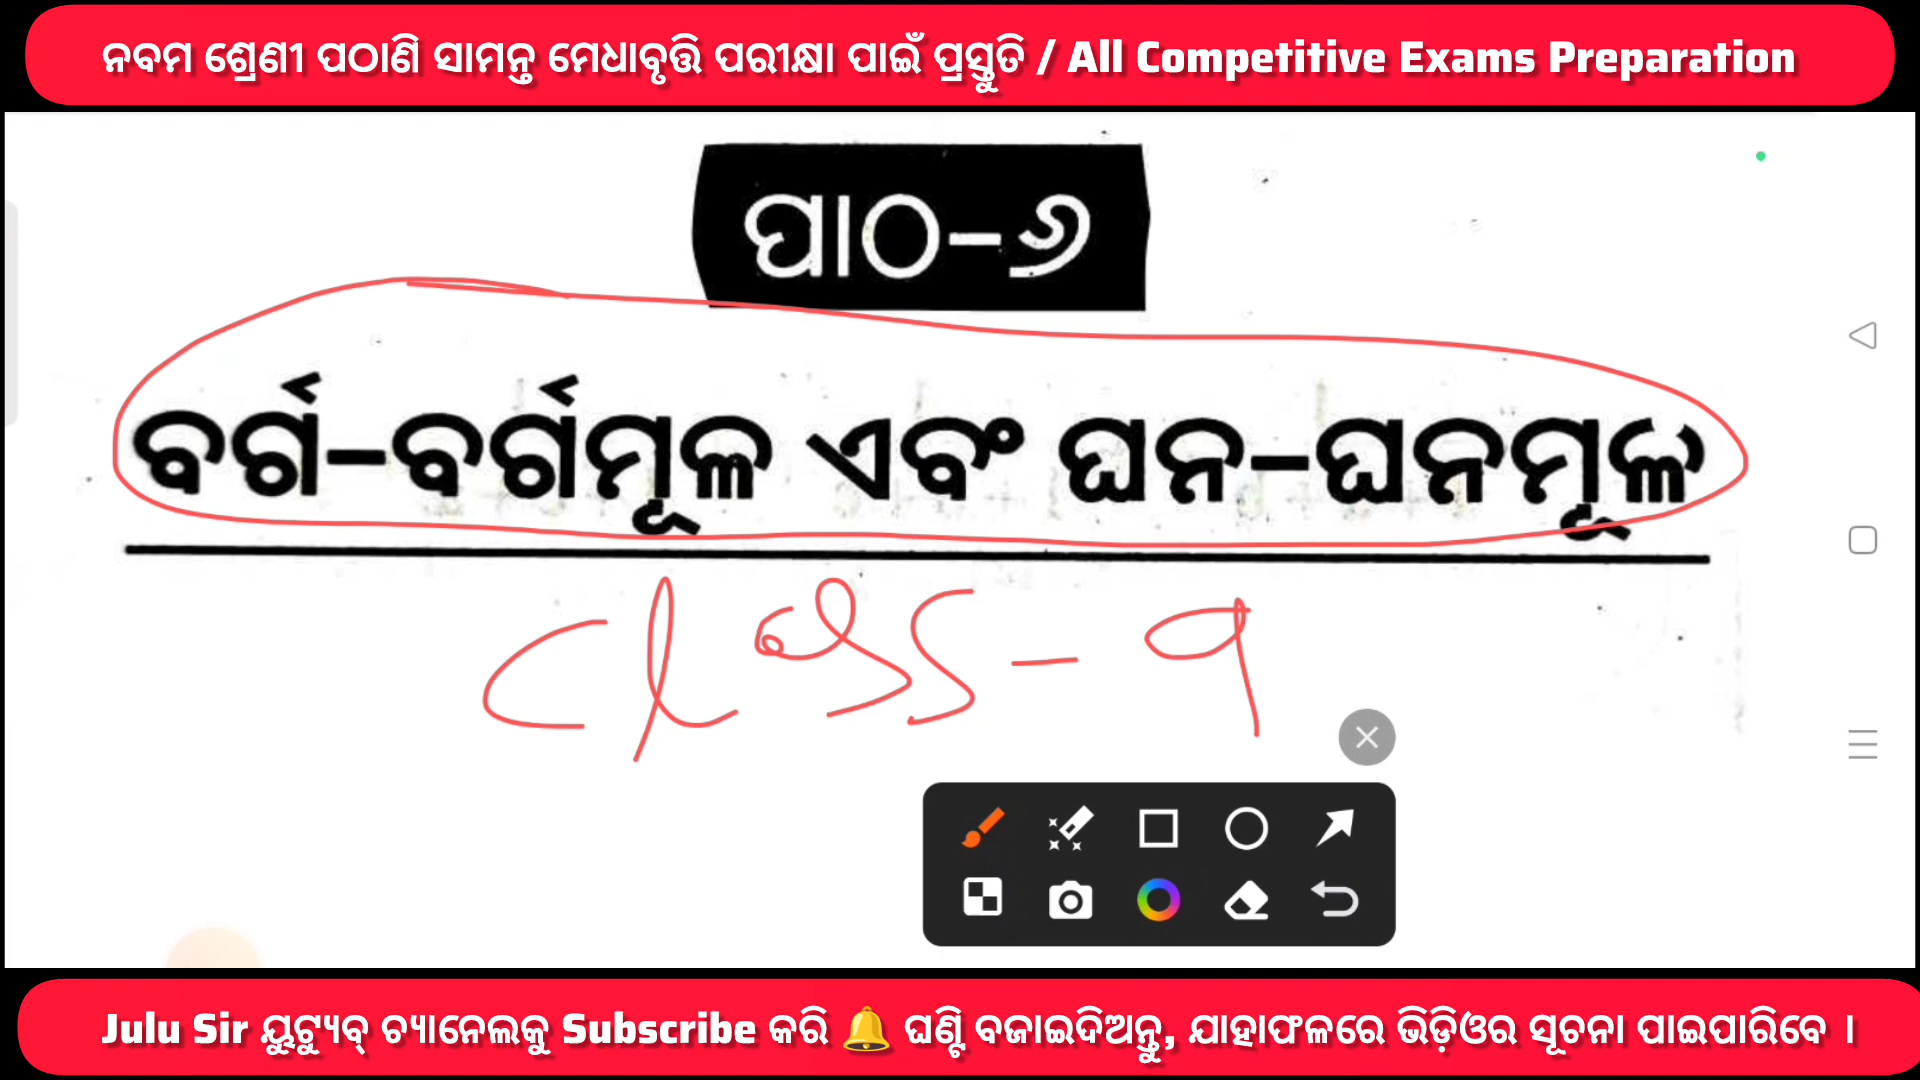 ନବମ ଶ୍ରେଣୀ ପଠାଣି ସାମନ୍ତ ମେଧାବୃତ୍ତି ପରୀକ୍ଷା ପାଇଁ ପ୍ରସ୍ତୁତି / All Competitive Exams Preparation
ପାଠ-୬
ବର୍ଗ-ବର୍ଗମୂଳ ଏବଂ ଘନ-ଘନମୂଳ
Class-9
Julu Sir ୟୁଟ୍ୟୁବ୍ ଚ୍ୟାନେଲକୁ Subscribe କରି 🔔 ଘଣ୍ଟି ବଜାଇଦିଅନ୍ତୁ, ଯାହାଫଳରେ ଭିଡ଼ିଓର ସୂଚନା ପାଇପାରିବେ ।